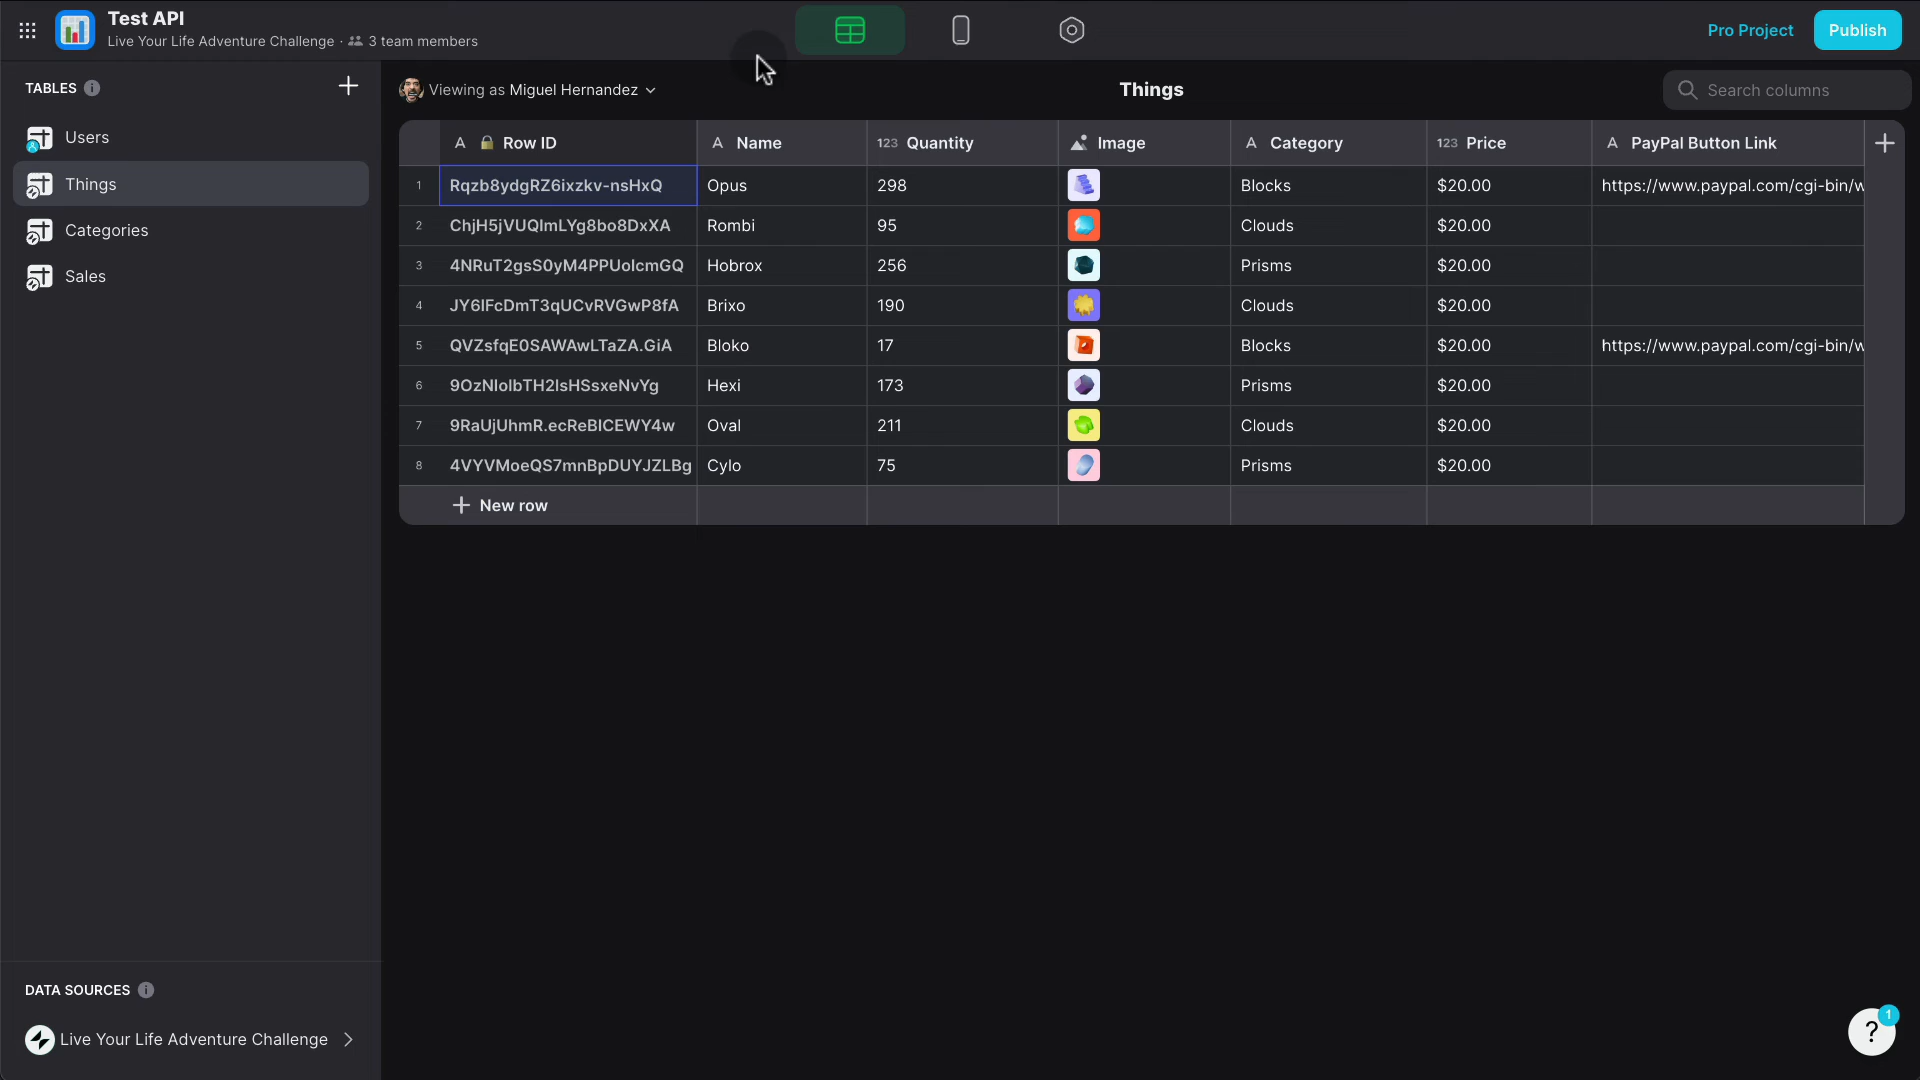 Test API
Live Your Life Adventure Challenge · 3 team members
Pro Project
Publish
TABLES
Users
Things
Categories
Sales
Viewing as Miguel Hernandez
Things
Search columns
A Row ID A Name 123 Quantity Image A Category 123 Price A PayPal Button Link
1 Rqzb8ydgRZ6ixzkv-nsHxQ Opus 298 Blocks $20.00 https://www.paypal.com/cgi-bin/w
2 ChjH5jVUQlmLYg8bo8DxXA Rombi 95 Clouds $20.00
3 4NRuT2gsS0yM4PPUolcmGQ Hobrox 256 Prisms $20.00
4 JY6IFcDmT3qUCvRVGwP8fA Brixo 190 Clouds $20.00
5 QVZsfqE0SAWAwLTaZA.GiA Bloko 17 Blocks $20.00 https://www.paypal.com/cgi-bin/w
6 9OzNlolbTH2lsHSsxeNvYg Hexi 173 Prisms $20.00
7 9RaUjUhmR.ecReBICEWY4w Oval 211 Clouds $20.00
8 4VYVMoeQS7mnBpDUYJZLBg Cylo 75 Prisms $20.00
+ New row
DATA SOURCES
Live Your Life Adventure Challenge
1
?